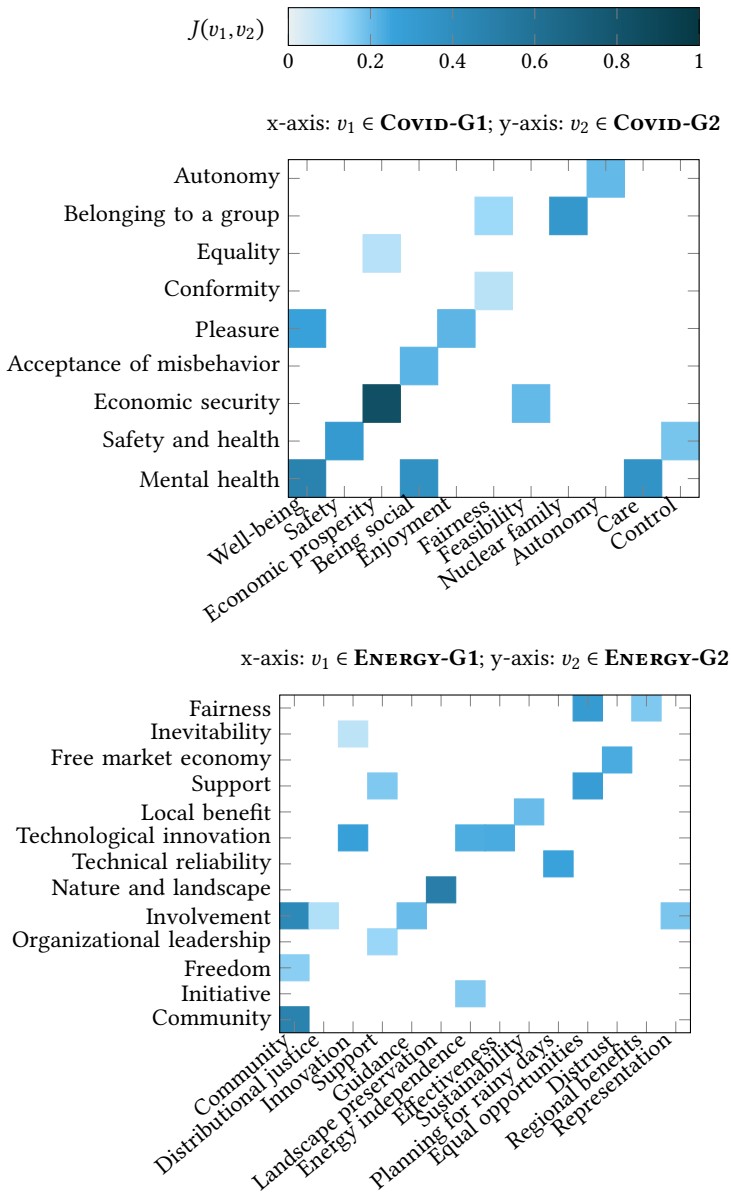 J(v₁,v₂)
0 0.2 0.4 0.6 0.8 1
x-axis: v₁ ∈ Covid-G1; y-axis: v₂ ∈ Covid-G2
Autonomy
Belonging to a group
Equality
Conformity
Pleasure
Acceptance of misbehavior
Economic security
Safety and health
Mental health
Well-being
Safety
Economic prosperity
Being social
Enjoyment
Fairness
Feasibility
Nuclear family
Autonomy
Care
Control
x-axis: v₁ ∈ Energy-G1; y-axis: v₂ ∈ Energy-G2
Fairness
Inevitability
Free market economy
Support
Local benefit
Technological innovation
Technical reliability
Nature and landscape
Involvement
Organizational leadership
Freedom
Initiative
Community
Community
Distributional justice
Innovation
Support
Guidance
Landscape preservation
Energy independence
Effectiveness
Sustainability
Planning for rainy days
Equal opportunities
Distrust
Regional benefits
Representation